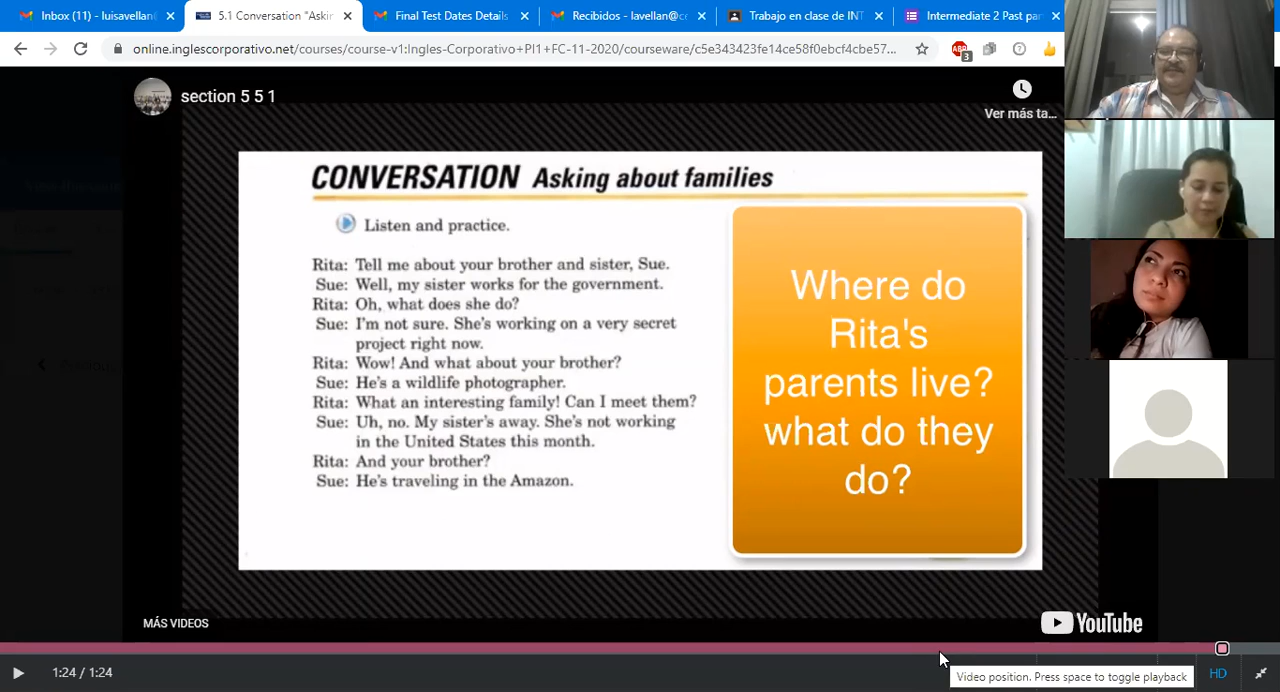 Inbox (11) - luisavellan
5.1 Conversation "Askin
Final Test Dates Details
Recibidos - lavellan@c
Trabajo en clase de INT
Intermediate 2 Past pa
online.inglescorporativo.net/courses/course-v1:Ingles-Corporativo+PI1+FC-11-2020/courseware/c5e343423fe14ce58f0ebcf4cbe57...
ABP
3
section 5 5 1
Ver más ta...
CONVERSATION Asking about families
Listen and practice.
Rita: Tell me about your brother and sister, Sue.
Sue: Well, my sister works for the government.
Rita: Oh, what does she do?
Sue: I'm not sure. She's working on a very secret
project right now.
Rita: Wow! And what about your brother?
Sue: He's a wildlife photographer.
Rita: What an interesting family! Can I meet them?
Sue: Uh, no. My sister's away. She's not working
in the United States this month.
Rita: And your brother?
Sue: He's traveling in the Amazon.
Where do
Rita's
parents live?
what do they
do?
MÁS VIDEOS
YouTube
1:24 / 1:24
Video position. Press space to toggle playback
HD